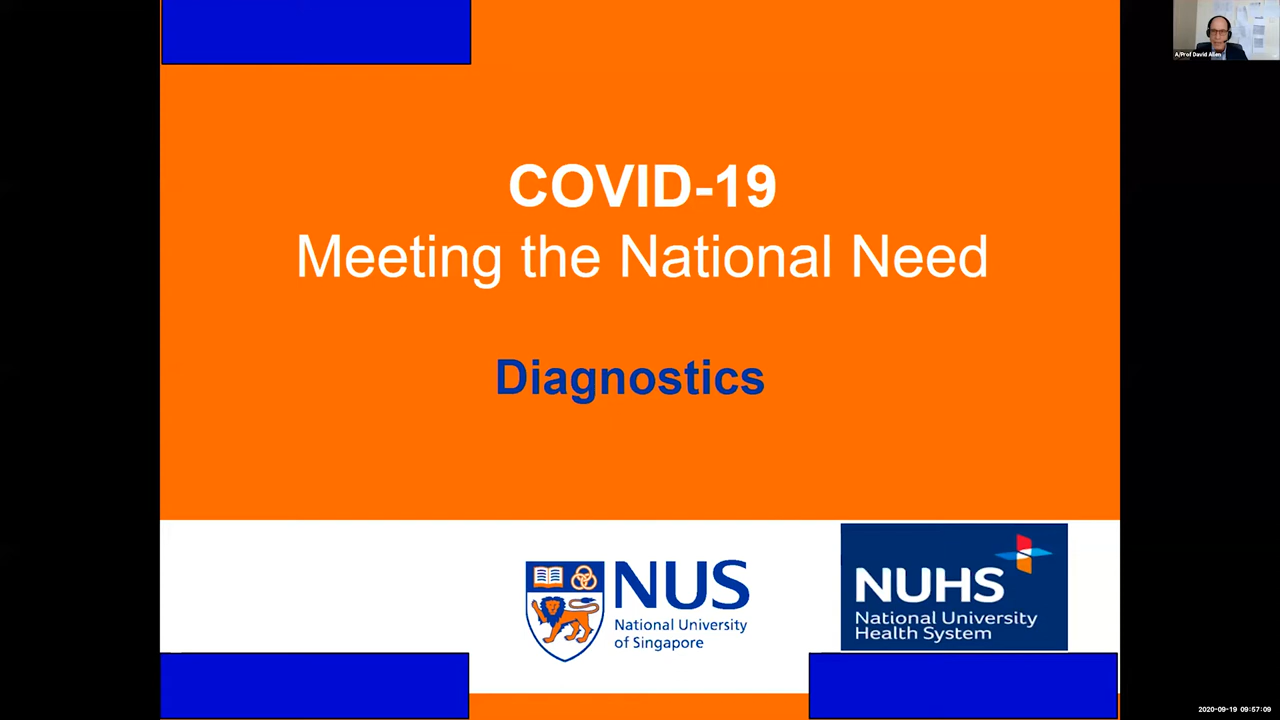 A/Prof David Allen
COVID-19
Meeting the National Need
Diagnostics
NUS
National University
of Singapore
NUHS
National University
Health System
2020-09-19 09:57:09